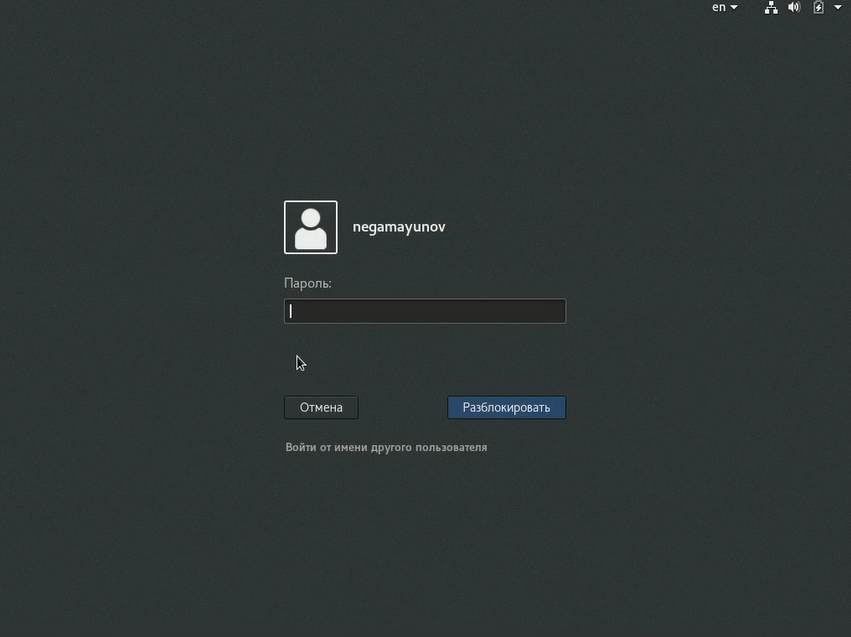 en
negamayunov
Пароль:
Отмена
Разблокировать
Войти от имени другого пользователя